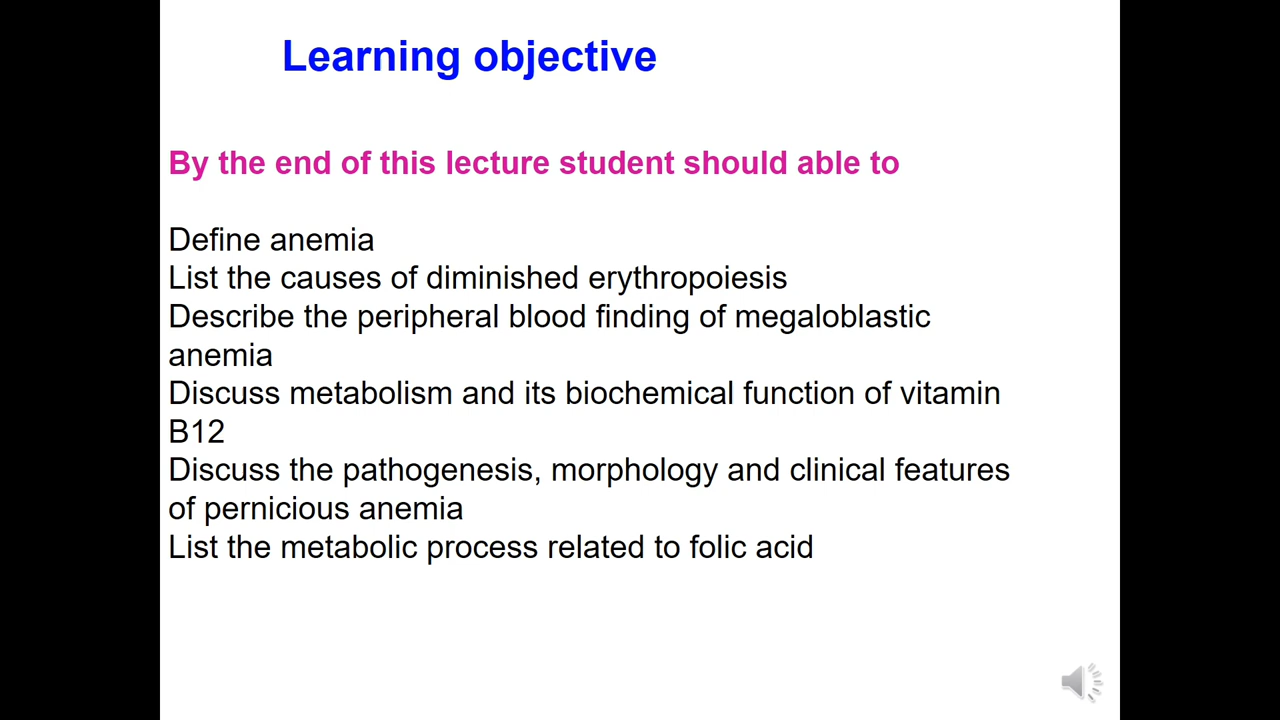 Learning objective
By the end of this lecture student should able to
Define anemia
List the causes of diminished erythropoiesis
Describe the peripheral blood finding of megaloblastic
anemia
Discuss metabolism and its biochemical function of vitamin
B12
Discuss the pathogenesis, morphology and clinical features
of pernicious anemia
List the metabolic process related to folic acid